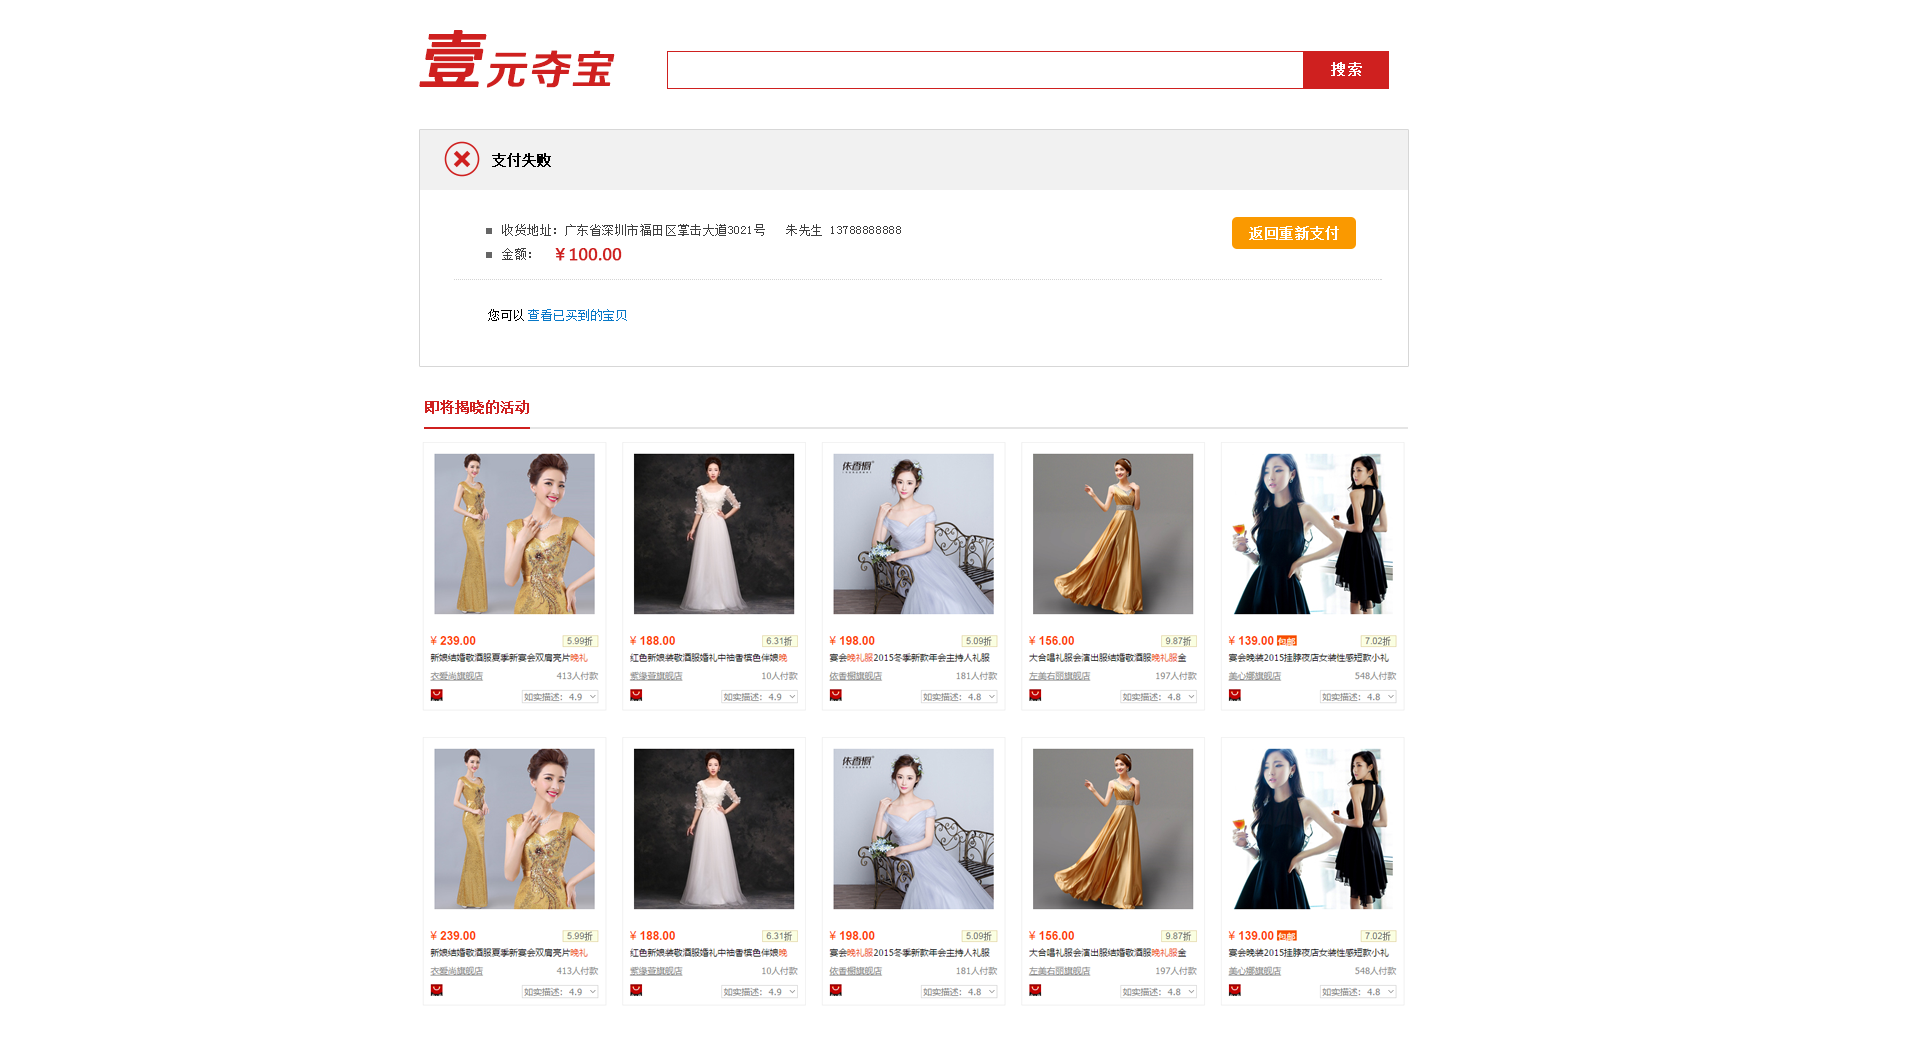 壹元夺宝
搜索
支付失败
收货地址：广东省深圳市福田区掌击大道3021号 朱先生 13788888888
返回重新支付
金额： ￥100.00
您可以 查看已买到的宝贝
即将揭晓的活动
依香橱
¥ 239.00 5.99折
新娘结婚敬酒服夏季新宴会双肩亮片晚礼
衣爱尚旗舰店 413人付款
如实描述：4.9
¥ 188.00 6.31折
红色新娘装敬酒服婚礼中袖香槟色伴娘晚
紫缘萱旗舰店 10人付款
如实描述：4.9
¥ 198.00 5.09折
宴会晚礼服2015冬季新款年会主持人礼服
依香橱旗舰店 181人付款
如实描述：4.8
¥ 156.00 9.87折
大合唱礼服会演出服结婚敬酒服晚礼服金
左美右丽旗舰店 197人付款
如实描述：4.8
¥ 139.00 包邮 7.02折
宴会晚装2015挂脖夜店女装性感短款小礼
美心娜旗舰店 548人付款
如实描述：4.8
依香橱
¥ 239.00 5.99折
新娘结婚敬酒服夏季新宴会双肩亮片晚礼
衣爱尚旗舰店 413人付款
如实描述：4.9
¥ 188.00 6.31折
红色新娘装敬酒服婚礼中袖香槟色伴娘晚
紫缘萱旗舰店 10人付款
如实描述：4.9
¥ 198.00 5.09折
宴会晚礼服2015冬季新款年会主持人礼服
依香橱旗舰店 181人付款
如实描述：4.8
¥ 156.00 9.87折
大合唱礼服会演出服结婚敬酒服晚礼服金
左美右丽旗舰店 197人付款
如实描述：4.8
¥ 139.00 包邮 7.02折
宴会晚装2015挂脖夜店女装性感短款小礼
美心娜旗舰店 548人付款
如实描述：4.8